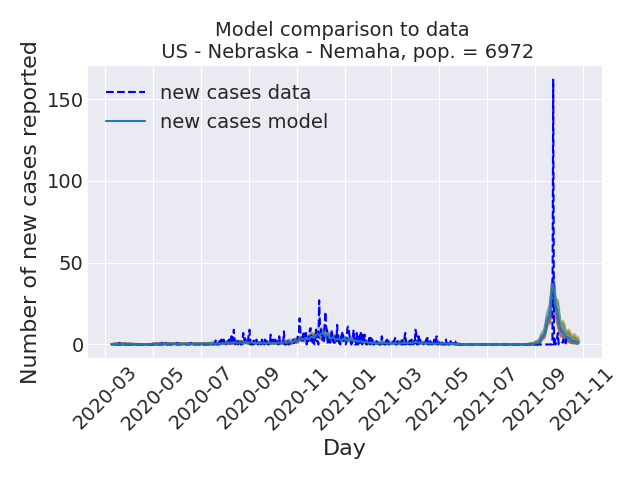 Model comparison to data
US - Nebraska - Nemaha, pop. = 6972
Number of new cases reported
150
100
50
0
new cases data
new cases model
2020-03
2020-05
2020-07
2020-09
2020-11
2021-01
2021-03
2021-05
2021-07
2021-09
2021-11
Day